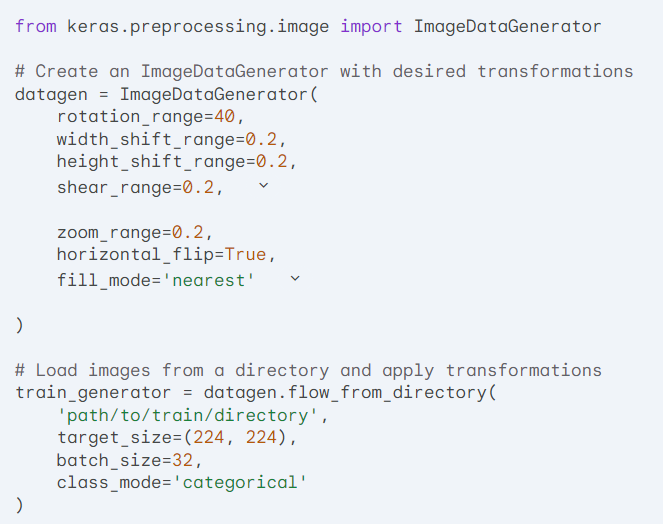 from keras.preprocessing.image import ImageDataGenerator
# Create an ImageDataGenerator with desired transformations
datagen = ImageDataGenerator(
    rotation_range=40,
    width_shift_range=0.2,
    height_shift_range=0.2,
    shear_range=0.2,
    zoom_range=0.2,
    horizontal_flip=True,
    fill_mode='nearest'
)
# Load images from a directory and apply transformations
train_generator = datagen.flow_from_directory(
    'path/to/train/directory',
    target_size=(224, 224),
    batch_size=32,
    class_mode='categorical'
)